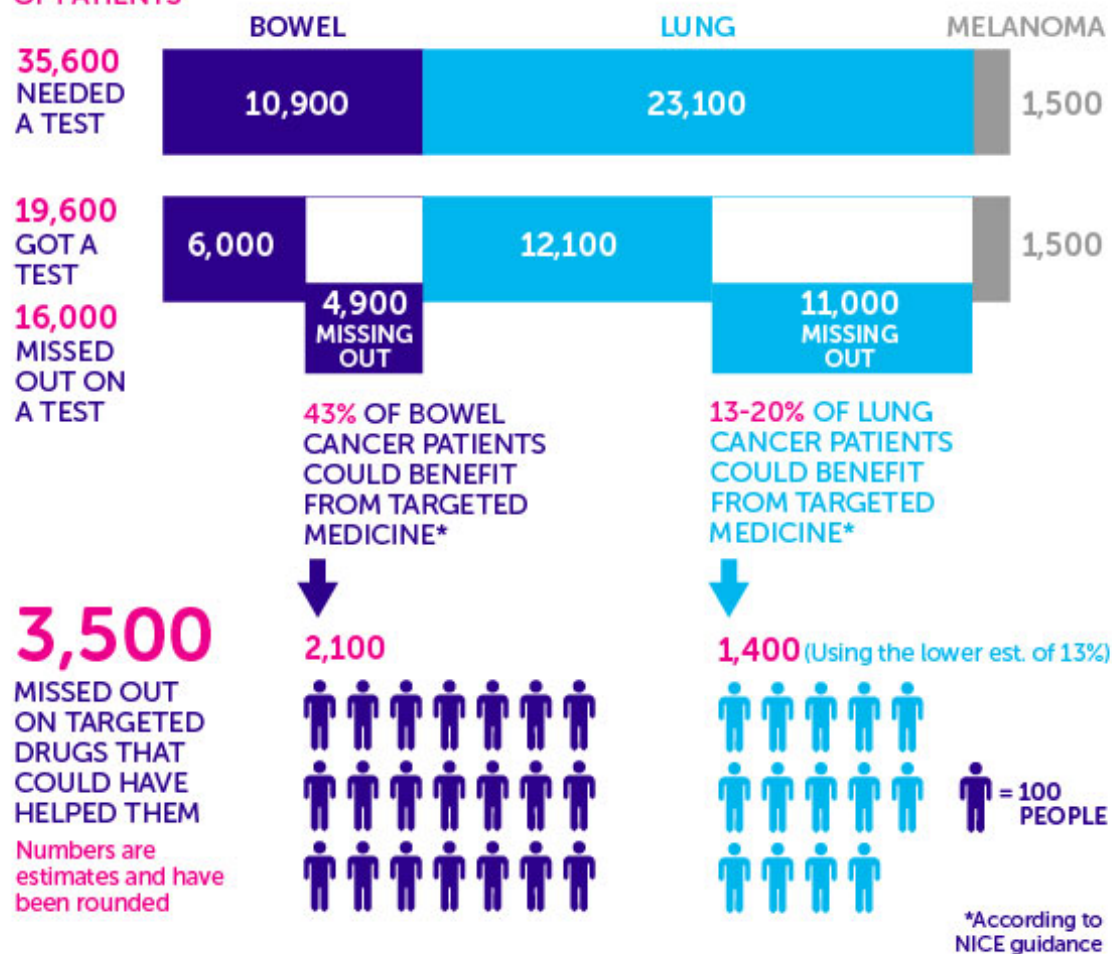 OF PATIENTS
BOWEL
LUNG
MELANOMA
35,600
NEEDED
A TEST
10,900
23,100
1,500
19,600
GOT A
TEST
6,000
12,100
1,500
16,000
MISSED
OUT ON
A TEST
4,900
MISSING
OUT
11,000
MISSING
OUT
43% OF BOWEL
CANCER PATIENTS
COULD BENEFIT
FROM TARGETED
MEDICINE*
13-20% OF LUNG
CANCER PATIENTS
COULD BENEFIT
FROM TARGETED
MEDICINE*
3,500
MISSED OUT
ON TARGETED
DRUGS THAT
COULD HAVE
HELPED THEM
Numbers are
estimates and have
been rounded
2,100
1,400 (Using the lower est. of 13%)
= 100
PEOPLE
*According to
NICE guidance